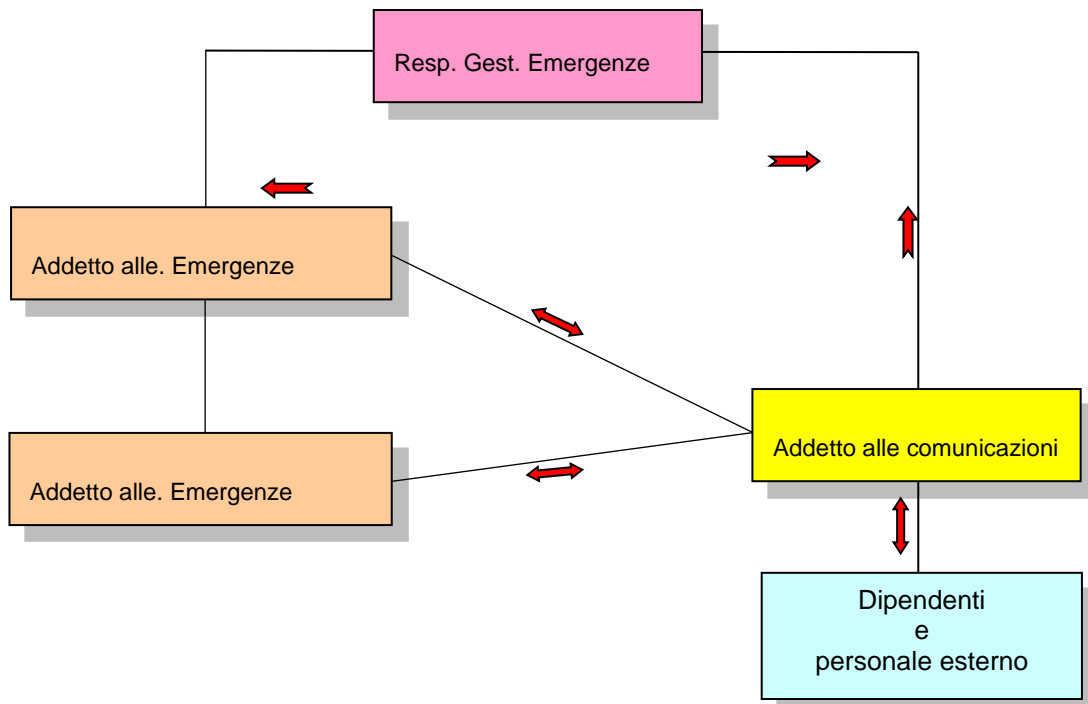 Resp. Gest. Emergenze
Addetto alle. Emergenze
Addetto alle comunicazioni
Addetto alle. Emergenze
Dipendenti
e
personale esterno